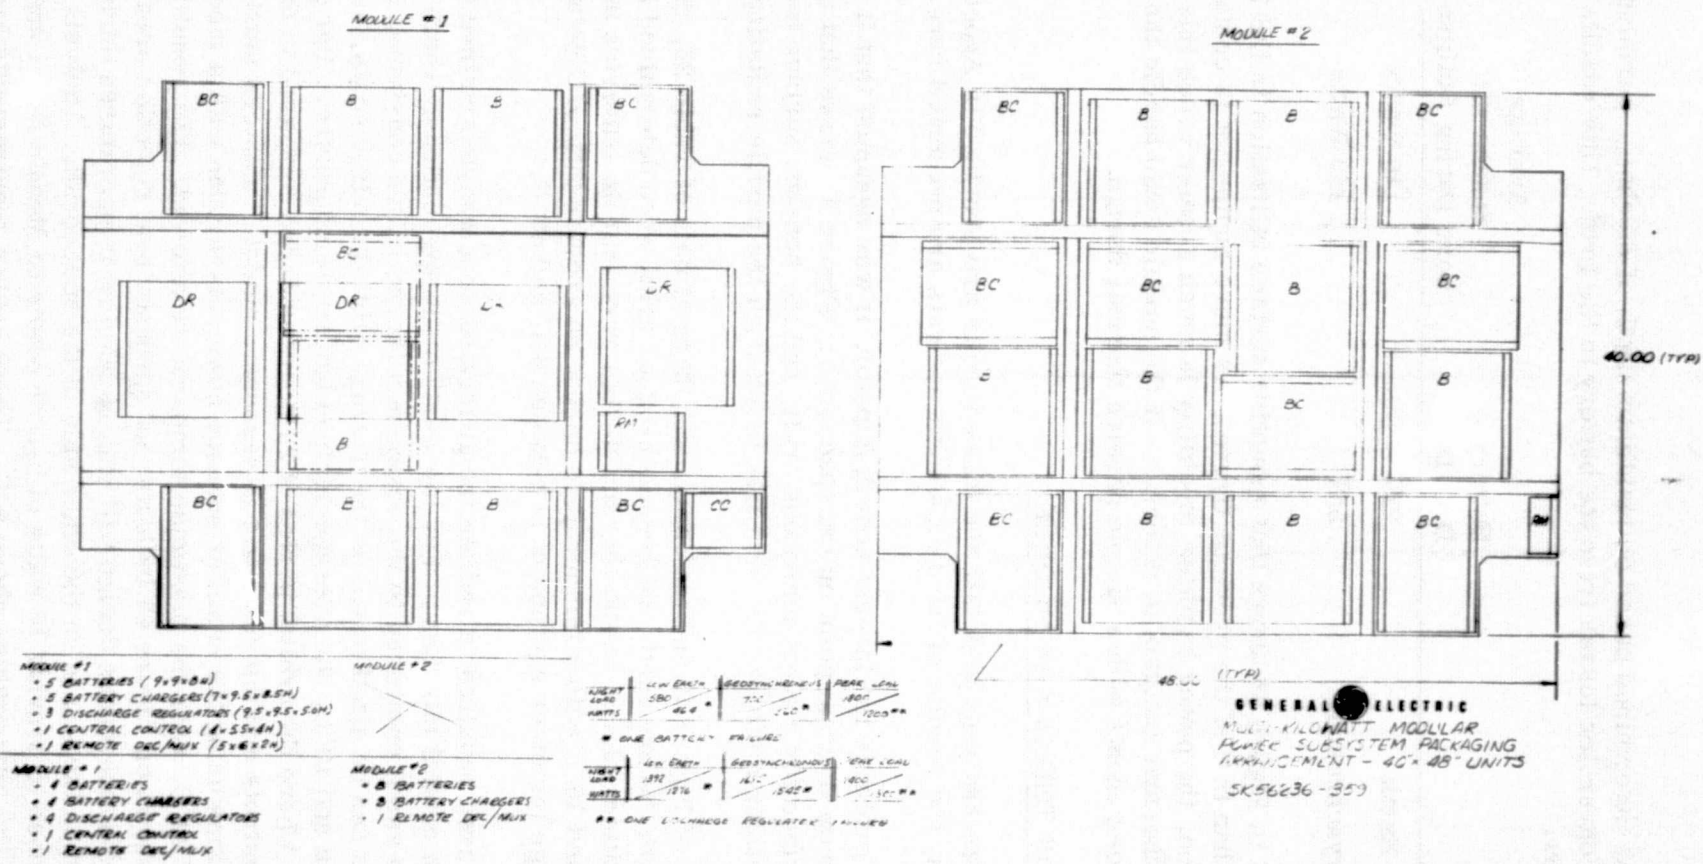 MODULE #1
BC
B
B
BC
BC
DR
DR
DR
B
RM
BC
B
B
BC
CC
MODULE #2
BC
B
B
BC
BC
BC
B
BC
B
B
BC
B
BC
B
B
BC
RM
40.00 (TYP)
48.00 (TYP)
MODULE #1
• 5 BATTERIES (9×9×8H)
• 5 BATTERY CHARGERS (7×9.5×8.5H)
• 3 DISCHARGE REGULATORS (9.5×9.5×5.0H)
• 1 CENTRAL CONTROL (4×5.5×4H)
• 1 REMOTE DEC/MUX (5×6×2H)
MODULE #2
MODULE #1
• 4 BATTERIES
• 4 BATTERY CHARGERS
• 4 DISCHARGE REGULATORS
• 1 CENTRAL CONTROL
• 1 REMOTE DEC/MUX
MODULE #2
• 8 BATTERIES
• 8 BATTERY CHARGERS
• 1 REMOTE DEC/MUX
LOW EARTH GEOSYNCHRONOUS PEAK LOAD
NIGHT LOAD WATTS
580 464 *
* ONE BATTERY FAILURE
LOW EARTH GEOSYNCHRONOUS PEAK LOAD
NIGHT LOAD WATTS
1392 1276 *
** ONE DISCHARGE REGULATOR FAILURE
GENERAL ELECTRIC
MULTI-KILOWATT MODULAR
POWER SUBSYSTEM PACKAGING
ARRANGEMENT - 40" × 48" UNITS
SK56236-359